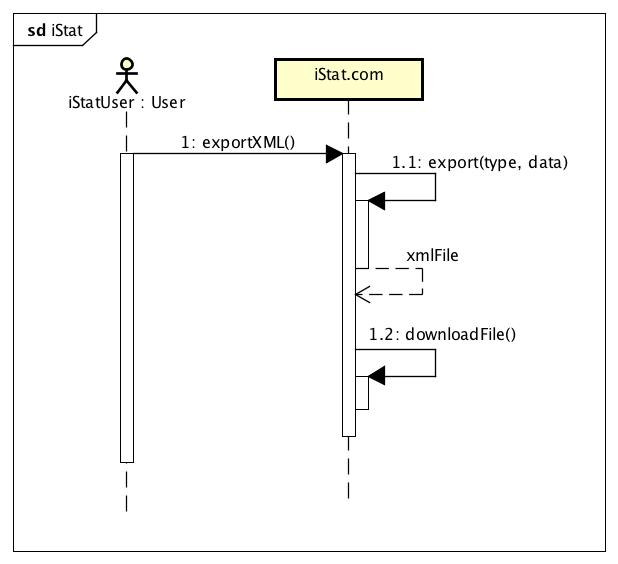 sd iStat
iStat.com
iStatUser : User
1: exportXML()
1.1: export(type, data)
xmlFile
1.2: downloadFile()